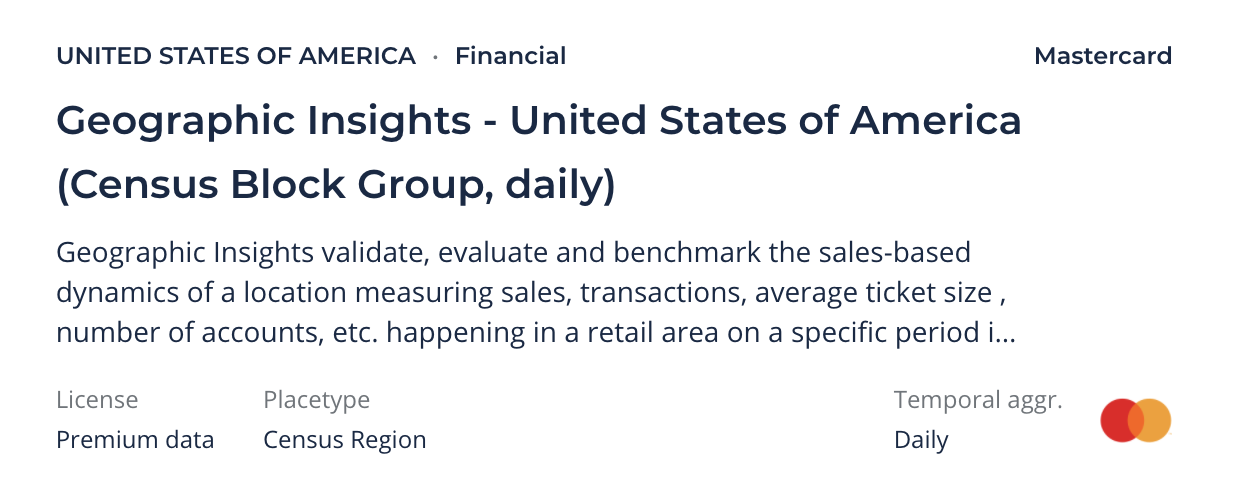 UNITED STATES OF AMERICA · Financial Mastercard
Geographic Insights - United States of America
(Census Block Group, daily)
Geographic Insights validate, evaluate and benchmark the sales-based
dynamics of a location measuring sales, transactions, average ticket size ,
number of accounts, etc. happening in a retail area on a specific period i...
License Placetype Temporal aggr.
Premium data Census Region Daily